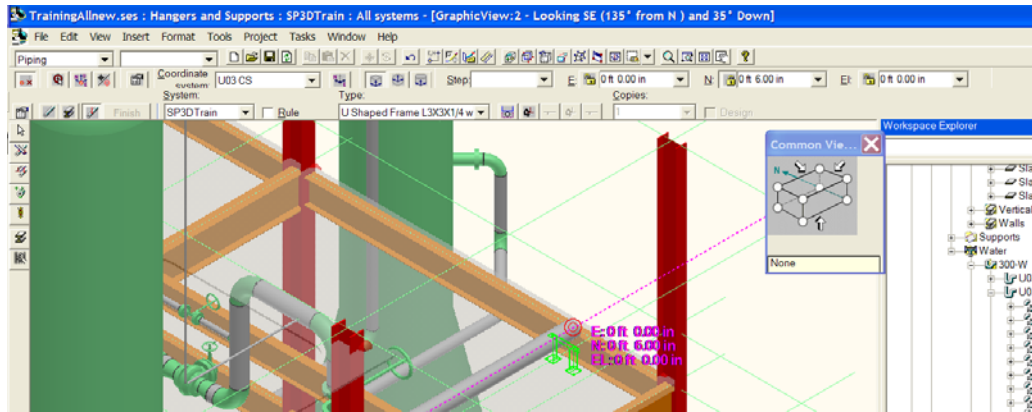 TrainingAllnew.ses : Hangers and Supports : SP3DTrain : All systems - [GraphicView:2 - Looking SE (135° from N ) and 35° Down]
File Edit View Insert Format Tools Project Tasks Window Help
Piping
Coordinate system: U03 CS Step: E: 0 ft 0.00 in N: 0 ft 6.00 in El: 0 ft 0.00 in
System: Type: Copies:
Finish SP3DTrain Rule U Shaped Frame L3X3X1/4 w 1 Design
Workspace Explorer
Common Vie...
N
None
Sla
Sla
Sla
Vertical
Walls
Supports
Water
300-W
U0
U0
E: 0 ft 0.00 in
N: 0 ft 6.00 in
El: 0 ft 0.00 in